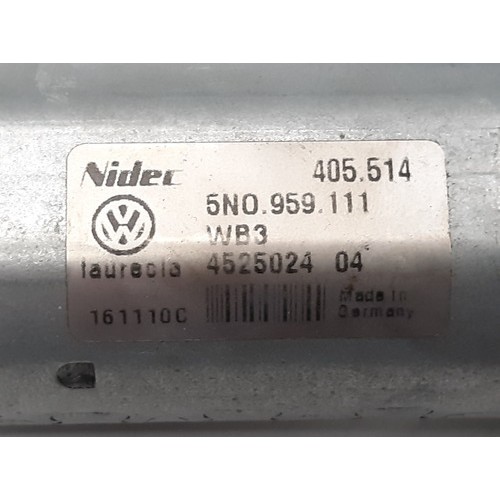 Nidec 405.514
5N0.959.111
WB3
faurecia 4525024 04
161110C Made in
Germany